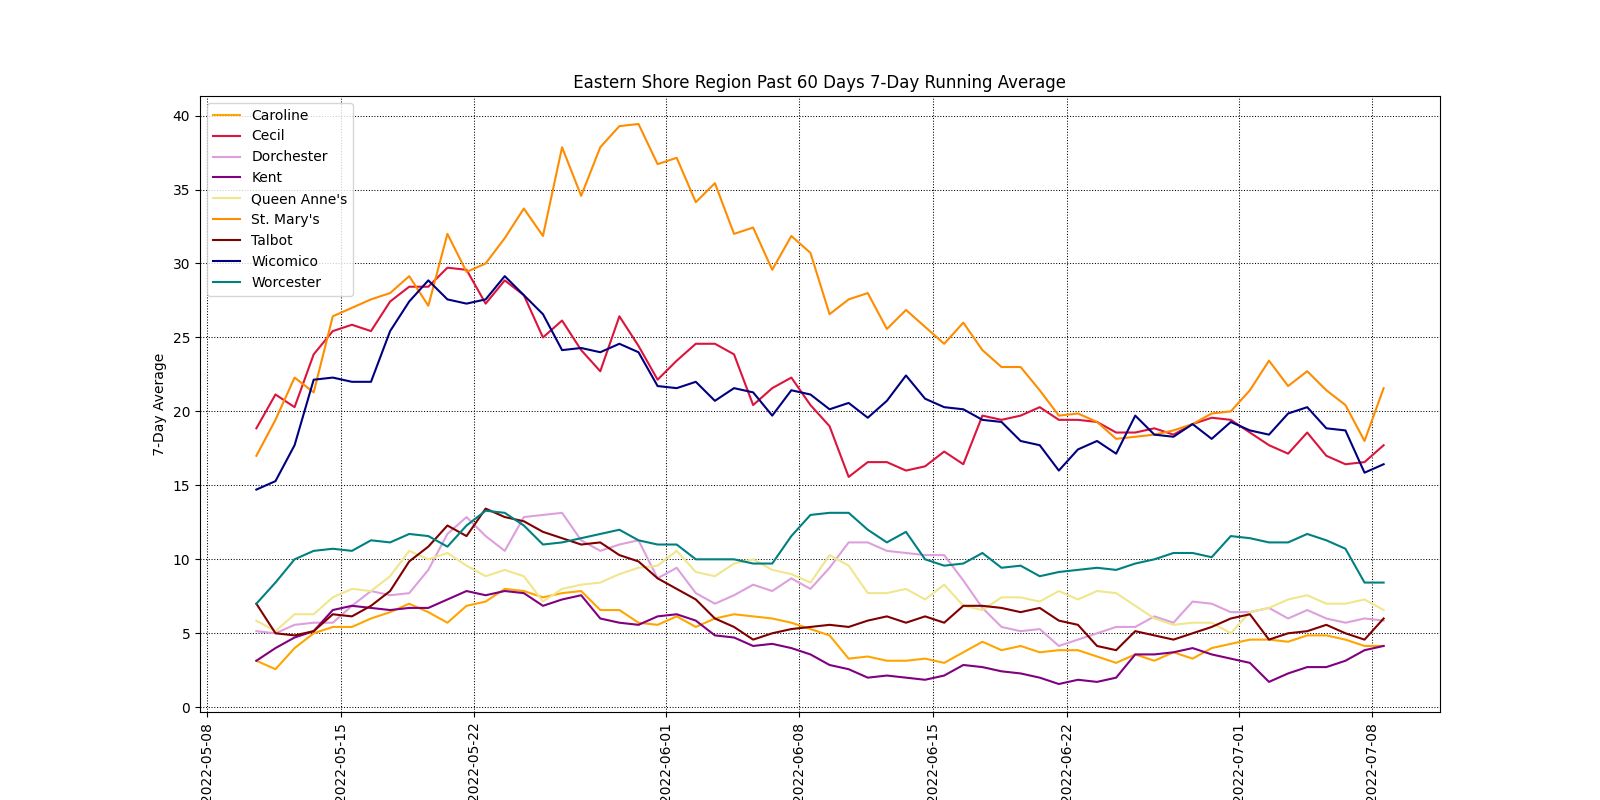 Eastern Shore Region Past 60 Days 7-Day Running Average
7-Day Average
40
35
30
25
20
15
10
5
0
Caroline
Cecil
Dorchester
Kent
Queen Anne's
St. Mary's
Talbot
Wicomico
Worcester
2022-05-08
2022-05-15
2022-05-22
2022-06-01
2022-06-08
2022-06-15
2022-06-22
2022-07-01
2022-07-08